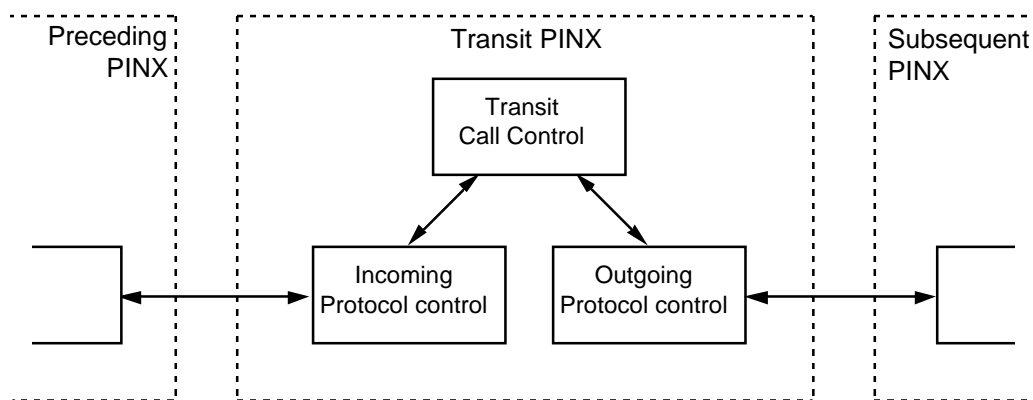 Preceding
PINX
Transit PINX
Subsequent
PINX
Transit
Call Control
Incoming
Protocol control
Outgoing
Protocol control